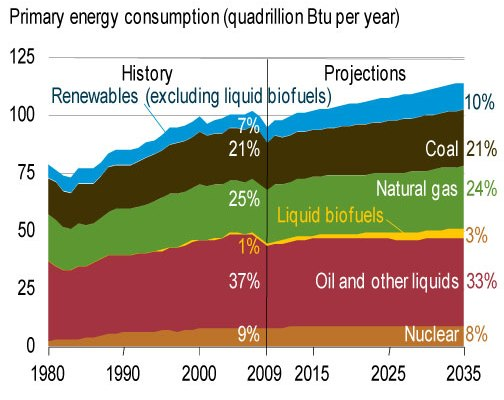 Primary energy consumption (quadrillion Btu per year)
125
History
Projections
Renewables (excluding liquid biofuels)
100
7%
10%
21%
Coal
21%
75
25%
Natural gas
24%
Liquid biofuels
50
1%
3%
25
37%
Oil and other liquids
33%
9%
Nuclear
8%
0
1980
1990
2000
2009
2015
2025
2035